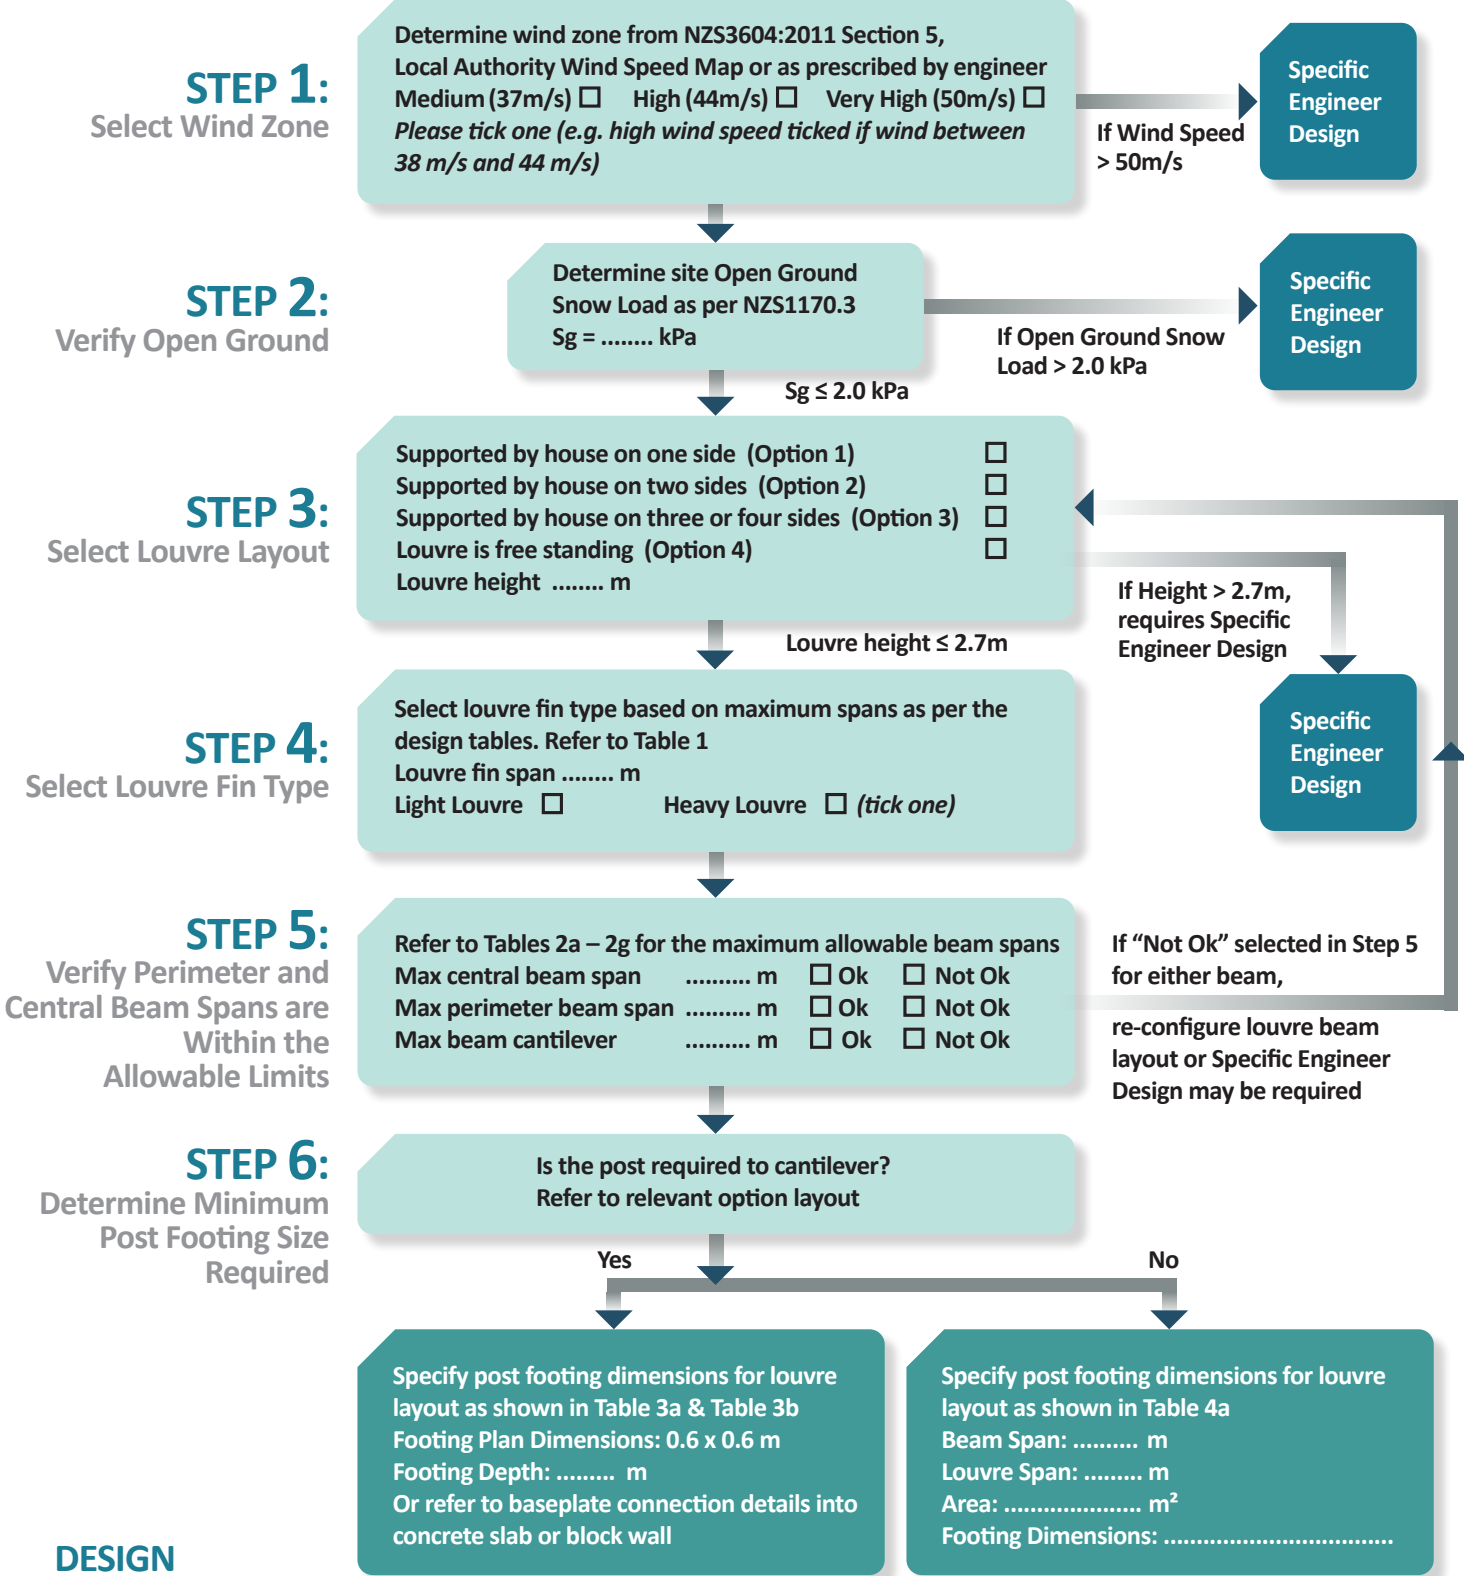 STEP 1:
Select Wind Zone
Determine wind zone from NZS3604:2011 Section 5,
Local Authority Wind Speed Map or as prescribed by engineer
Medium (37m/s) ☐ High (44m/s) ☐ Very High (50m/s) ☐
Please tick one (e.g. high wind speed ticked if wind between
38 m/s and 44 m/s)
If Wind Speed
> 50m/s
Specific
Engineer
Design
STEP 2:
Verify Open Ground
Determine site Open Ground
Snow Load as per NZS1170.3
Sg = ........ kPa
If Open Ground Snow
Load > 2.0 kPa
Specific
Engineer
Design
Sg ≤ 2.0 kPa
STEP 3:
Select Louvre Layout
Supported by house on one side (Option 1) ☐
Supported by house on two sides (Option 2) ☐
Supported by house on three or four sides (Option 3) ☐
Louvre is free standing (Option 4) ☐
Louvre height ........ m
If Height > 2.7m,
requires Specific
Engineer Design
Louvre height ≤ 2.7m
Specific
Engineer
Design
STEP 4:
Select Louvre Fin Type
Select louvre fin type based on maximum spans as per the
design tables. Refer to Table 1
Louvre fin span ........ m
Light Louvre ☐ Heavy Louvre ☐ (tick one)
STEP 5:
Verify Perimeter and
Central Beam Spans are
Within the
Allowable Limits
Refer to Tables 2a – 2g for the maximum allowable beam spans
Max central beam span .......... m ☐ Ok ☐ Not Ok
Max perimeter beam span .......... m ☐ Ok ☐ Not Ok
Max beam cantilever .......... m ☐ Ok ☐ Not Ok
If “Not Ok” selected in Step 5
for either beam,
re-configure louvre beam
layout or Specific Engineer
Design may be required
STEP 6:
Determine Minimum
Post Footing Size
Required
Is the post required to cantilever?
Refer to relevant option layout
Yes
No
Specify post footing dimensions for louvre
layout as shown in Table 3a & Table 3b
Footing Plan Dimensions: 0.6 x 0.6 m
Footing Depth: ......... m
Or refer to baseplate connection details into
concrete slab or block wall
Specify post footing dimensions for louvre
layout as shown in Table 4a
Beam Span: .......... m
Louvre Span: ......... m
Area: ..................... m²
Footing Dimensions: ...................................
DESIGN